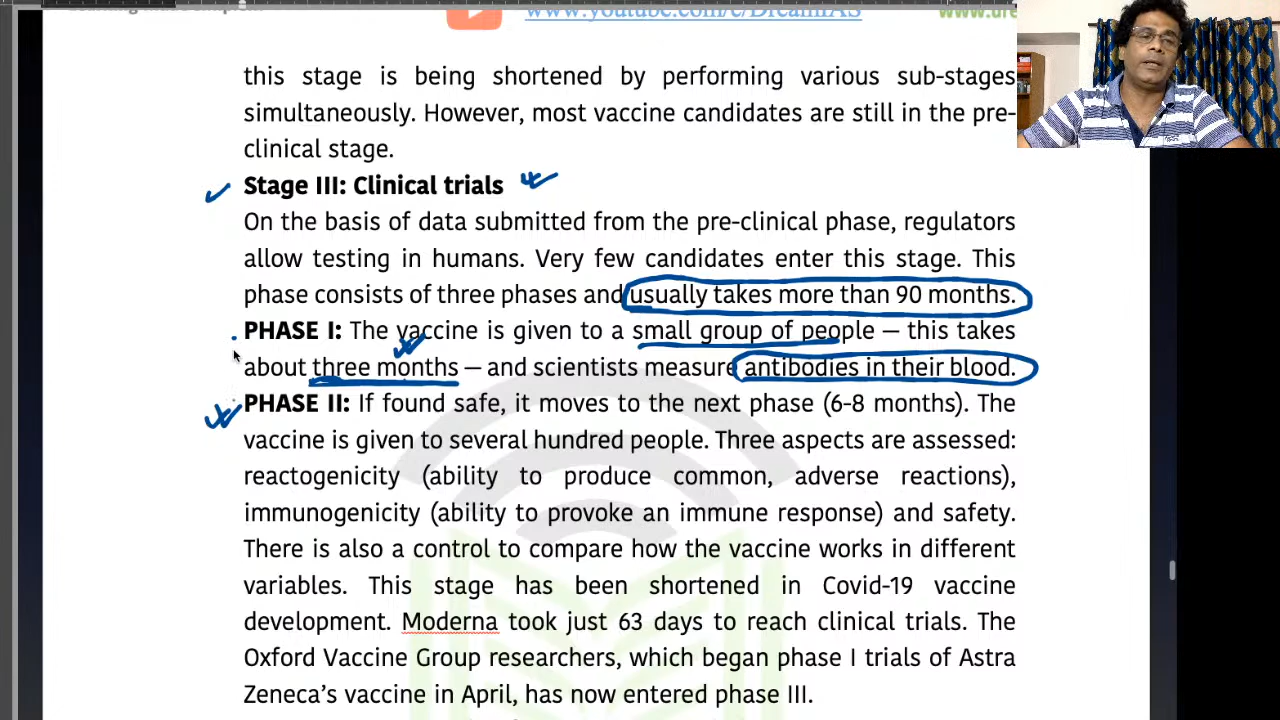 www.youtube.com/c/DreamIAS
this stage is being shortened by performing various sub-stages
simultaneously. However, most vaccine candidates are still in the pre-
clinical stage.
Stage III: Clinical trials
On the basis of data submitted from the pre-clinical phase, regulators
allow testing in humans. Very few candidates enter this stage. This
phase consists of three phases and usually takes more than 90 months.
PHASE I: The vaccine is given to a small group of people – this takes
about three months – and scientists measure antibodies in their blood.
PHASE II: If found safe, it moves to the next phase (6-8 months). The
vaccine is given to several hundred people. Three aspects are assessed:
reactogenicity (ability to produce common, adverse reactions),
immunogenicity (ability to provoke an immune response) and safety.
There is also a control to compare how the vaccine works in different
variables. This stage has been shortened in Covid-19 vaccine
development. Moderna took just 63 days to reach clinical trials. The
Oxford Vaccine Group researchers, which began phase I trials of Astra
Zeneca’s vaccine in April, has now entered phase III.